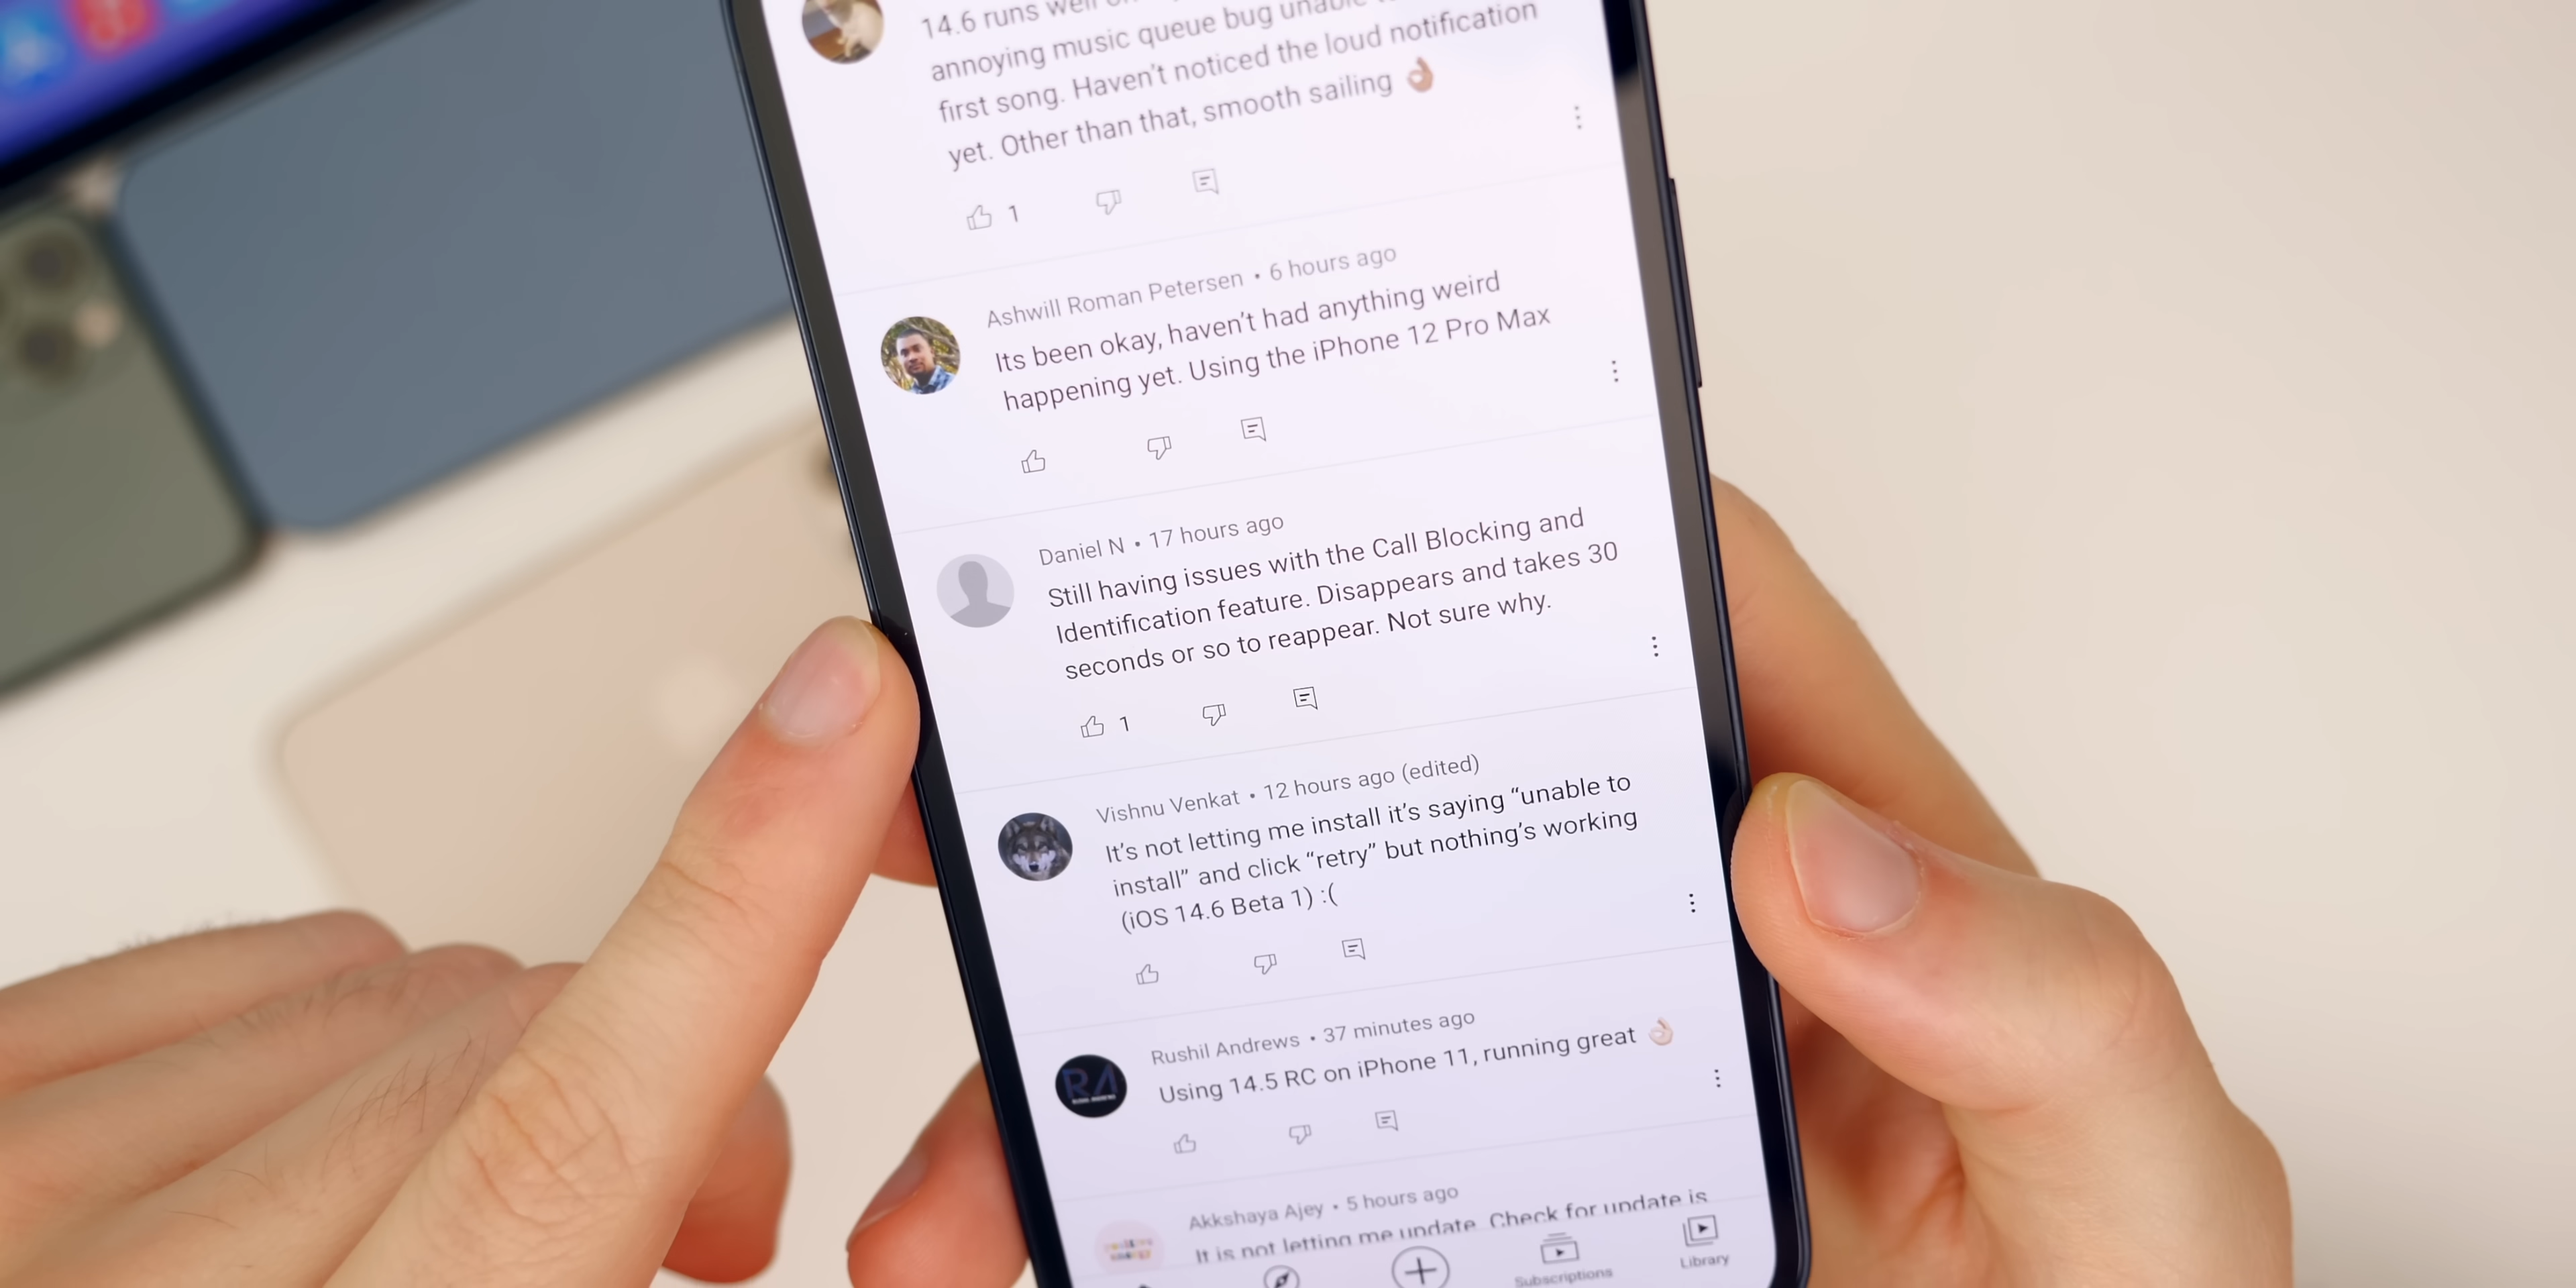 14.6 runs well
annoying music queue bug unable
first song. Haven't noticed the loud notification
yet. Other than that, smooth sailing 👌🏽
1
Ashwill Roman Petersen • 6 hours ago
Its been okay, haven't had anything weird
happening yet. Using the iPhone 12 Pro Max
Daniel N • 17 hours ago
Still having issues with the Call Blocking and
Identification feature. Disappears and takes 30
seconds or so to reappear. Not sure why.
1
Vishnu Venkat • 12 hours ago (edited)
It's not letting me install it's saying “unable to
install” and click “retry” but nothing's working
(iOS 14.6 Beta 1) :(
Rushil Andrews • 37 minutes ago
Using 14.5 RC on iPhone 11, running great 👌🏻
RA
Akkshaya Ajey • 5 hours ago
It is not letting me update. Check for update is
Subscriptions
Library